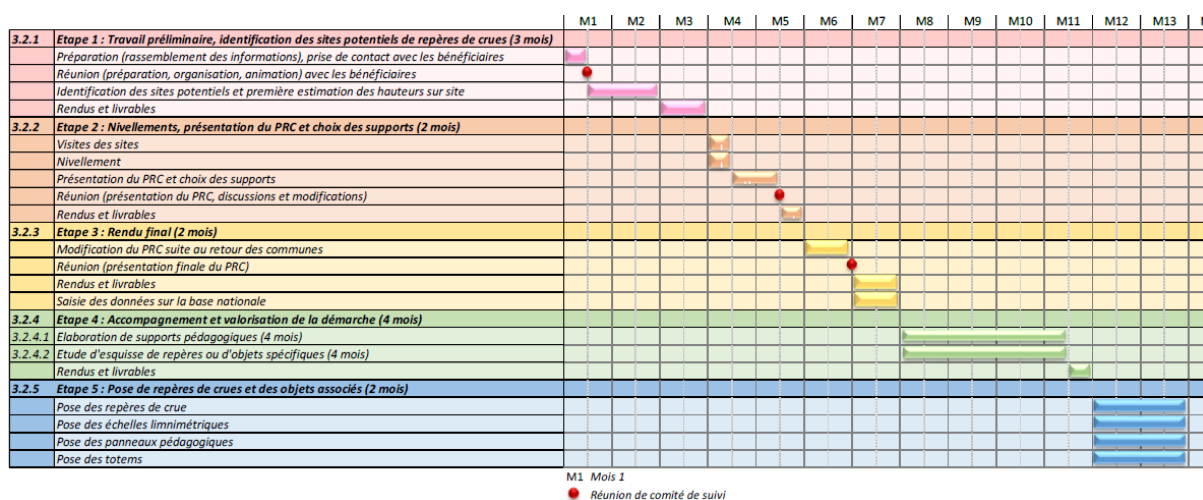 M1 M2 M3 M4 M5 M6 M7 M8 M9 M10 M11 M12 M13
3.2.1 Etape 1 : Travail préliminaire, identification des sites potentiels de repères de crues (3 mois)
Préparation (rassemblement des informations), prise de contact avec les bénéficiaires
Réunion (préparation, organisation, animation) avec les bénéficiaires
Identification des sites potentiels et première estimation des hauteurs sur site
Rendus et livrables
3.2.2 Etape 2 : Nivellements, présentation du PRC et choix des supports (2 mois)
Visites des sites
Nivellement
Présentation du PRC et choix des supports
Réunion (présentation du PRC, discussions et modifications)
Rendus et livrables
3.2.3 Etape 3 : Rendu final (2 mois)
Modification du PRC suite au retour des communes
Réunion (présentation finale du PRC)
Rendus et livrables
Saisie des données sur la base nationale
3.2.4 Etape 4 : Accompagnement et valorisation de la démarche (4 mois)
3.2.4.1 Elaboration de supports pédagogiques (4 mois)
3.2.4.2 Etude d'esquisse de repères ou d'objets spécifiques (4 mois)
Rendus et livrables
3.2.5 Etape 5 : Pose de repères de crues et des objets associés (2 mois)
Pose des repères de crue
Pose des échelles limnimétriques
Pose des panneaux pédagogiques
Pose des totems
M1 Mois 1
Réunion de comité de suivi